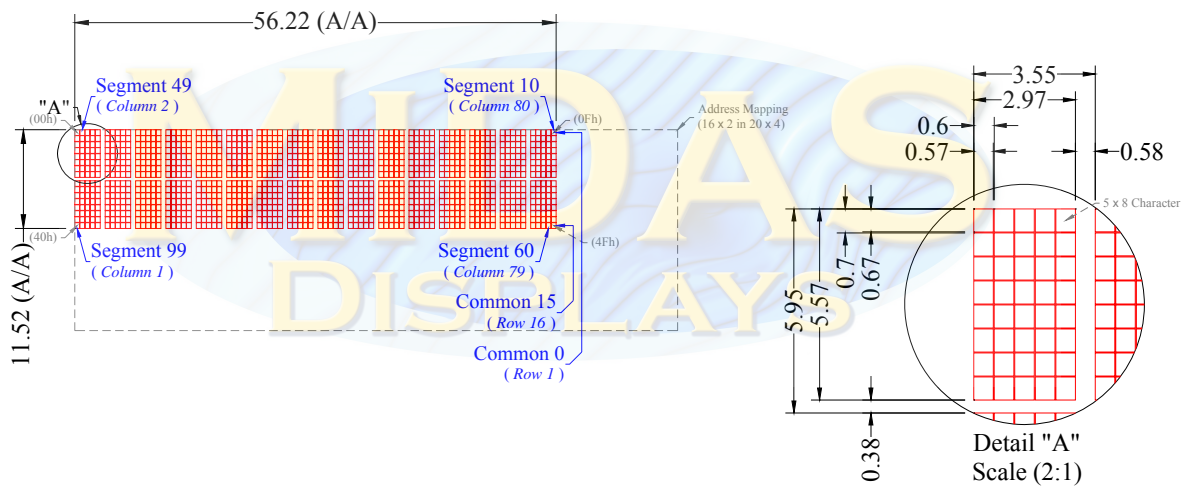 56.22 (A/A)
Segment 49
( Column 2 )
Segment 10
( Column 80 )
"A"
(00h)
(0Fh)
Address Mapping
(16 x 2 in 20 x 4)
MIDAS
DISPLAYS
11.52 (A/A)
(40h)
(4Fh)
Segment 99
( Column 1 )
Segment 60
( Column 79 )
Common 15
( Row 16 )
Common 0
( Row 1 )
3.55
2.97
0.6
0.57
0.58
5 x 8 Character
0.7
0.67
5.95
5.57
0.38
Detail "A"
Scale (2:1)